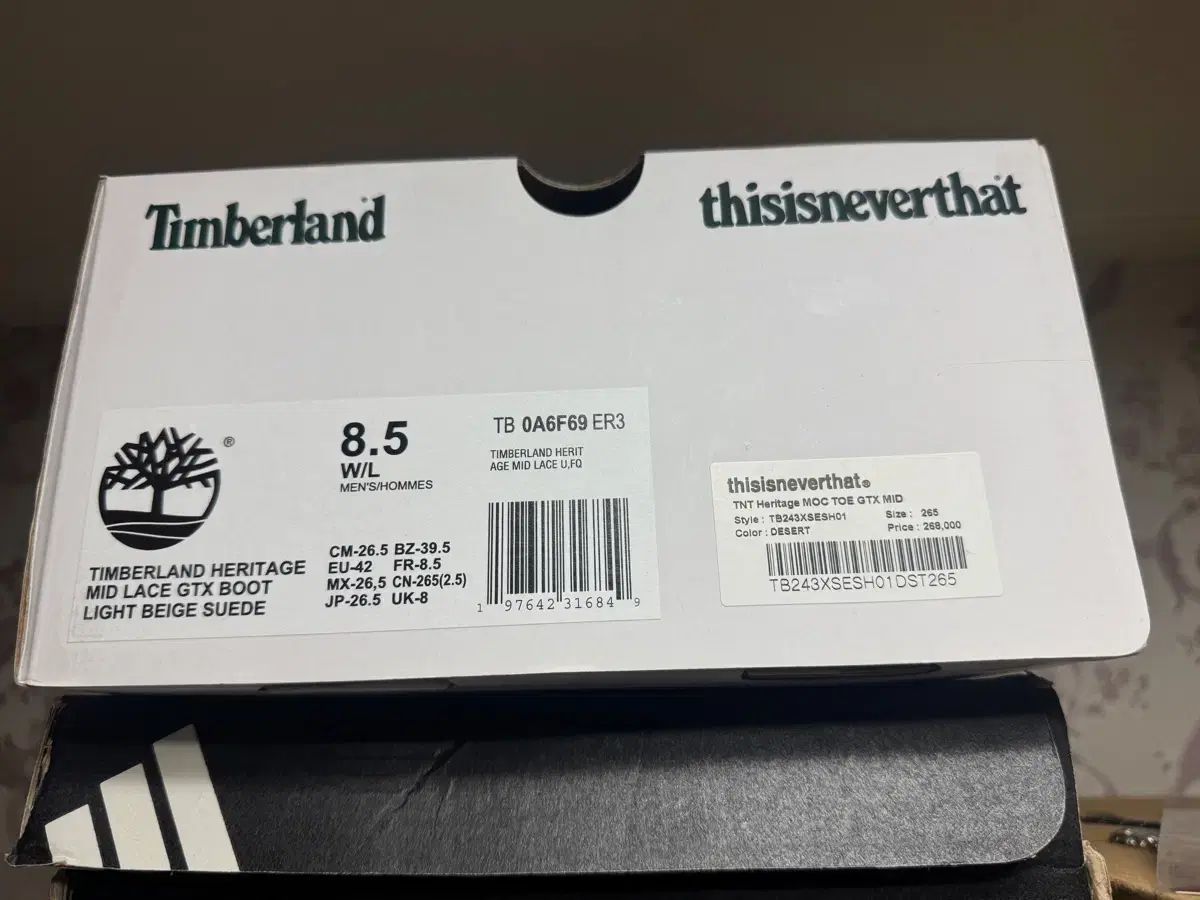 Timberland
thisisneverthat
®
8.5
W/L
MEN'S/HOMMES
TB 0A6F69 ER3
TIMBERLAND HERIT
AGE MID LACE U,FQ
TIMBERLAND HERITAGE
MID LACE GTX BOOT
LIGHT BEIGE SUEDE
CM-26.5 BZ-39.5
EU-42 FR-8.5
MX-26,5 CN-265(2.5)
JP-26.5 UK-8
1 97642 31684 9
thisisneverthat®
TNT Heritage MOC TOE GTX MID
Style : TB243XSESH01 Size : 265
Color : DESERT Price : 268,000
TB243XSESH01DST265